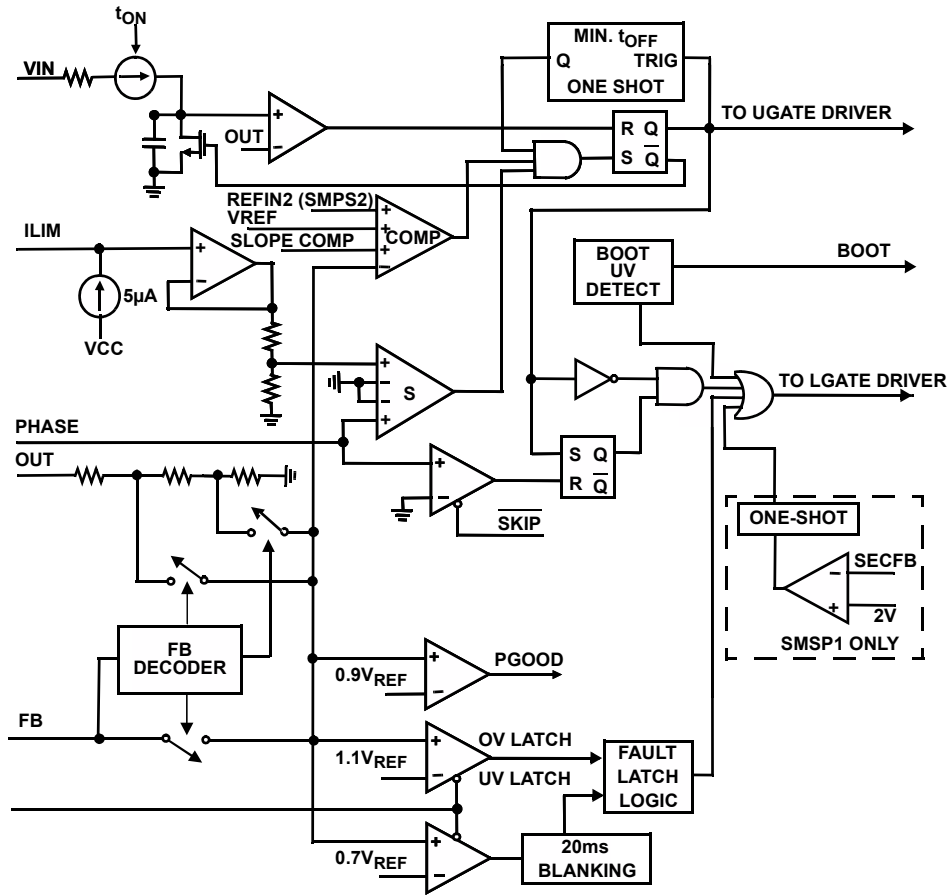 tON
MIN. tOFF
Q TRIG
ONE SHOT
VIN
+
OUT
−
R Q
S Q
TO UGATE DRIVER
REFIN2 (SMPS2)
VREF
SLOPE COMP
+
+
+
−
COMP
ILIM
+
−
5µA
VCC
BOOT
UV
DETECT
BOOT
+
−
−
+
S
TO LGATE DRIVER
PHASE
OUT
+
−
SKIP
S Q
R Q
ONE-SHOT
SECFB
−
+
2V
SMSP1 ONLY
FB
DECODER
+
−
0.9VREF
PGOOD
FB
+
−
1.1VREF
OV LATCH
UV LATCH
FAULT
LATCH
LOGIC
+
−
0.7VREF
20ms
BLANKING